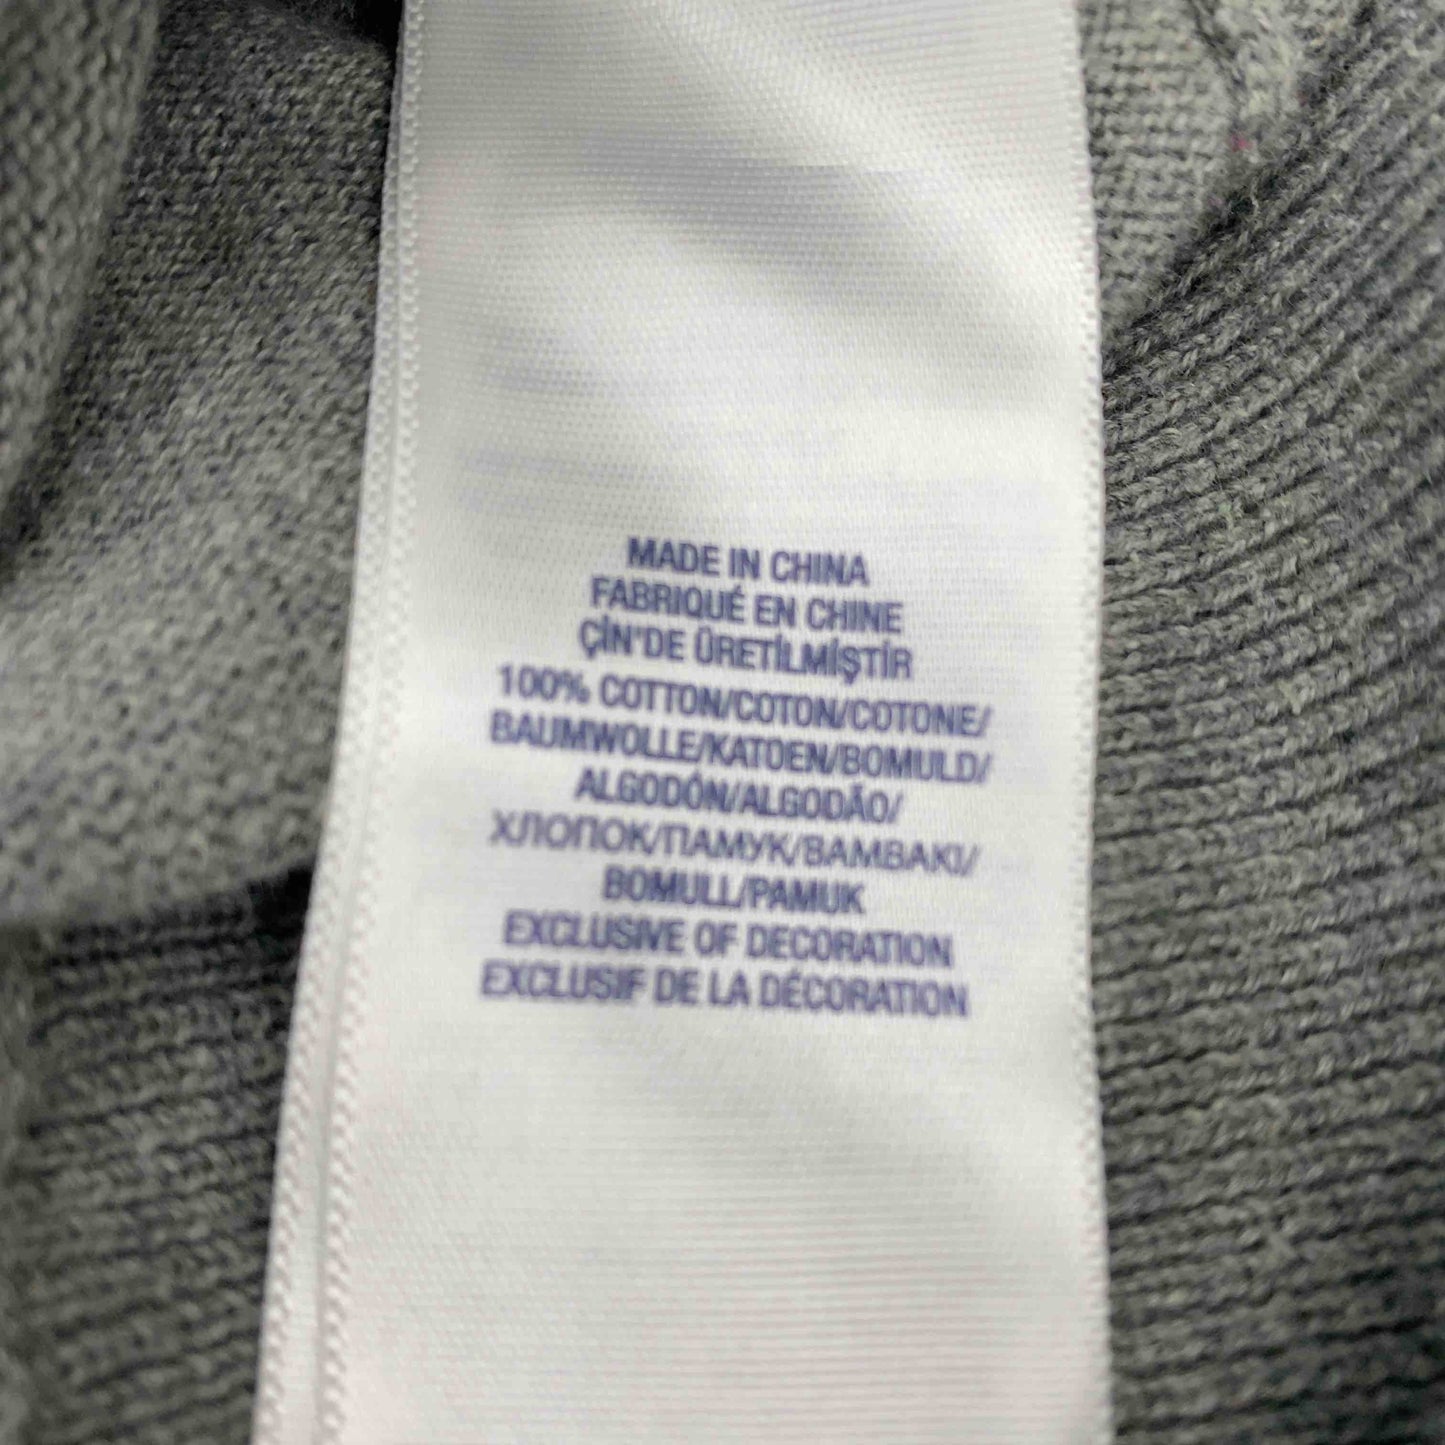 MADE IN CHINA
FABRIQUÉ EN CHINE
ÇİN'DE ÜRETİLMİŞTİR
100% COTTON/COTON/COTONE/
BAUMWOLLE/KATOEN/BOMULD/
ALGODÓN/ALGODÃO/
ХЛОПОК/ПАМУК/BAMBAKI/
BOMULL/PAMUK
EXCLUSIVE OF DECORATION
EXCLUSIF DE LA DÉCORATION